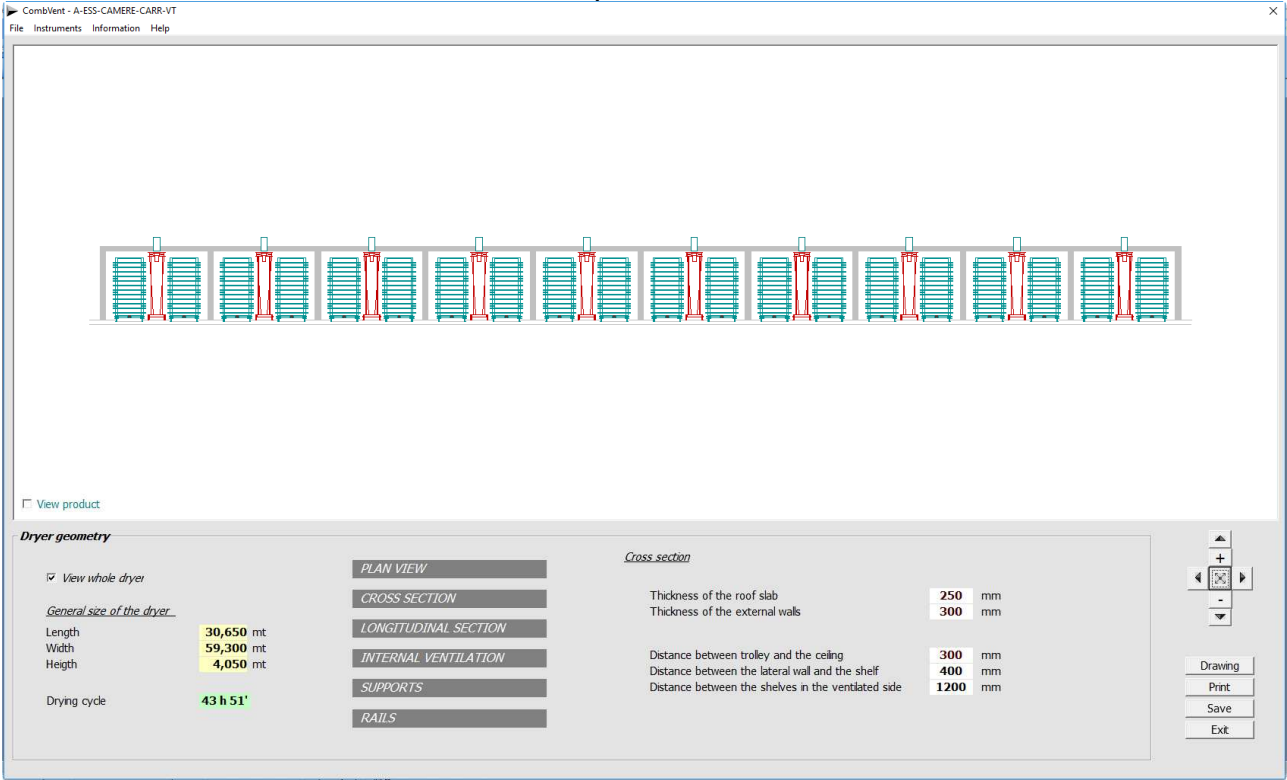 CombVent - A-ESS-CAMERE-CARR-VT
File Instruments Information Help
View product
Dryer geometry
View whole dryer
General size of the dryer
Length 30,650 mt
Width 59,300 mt
Heigth 4,050 mt
Drying cycle 43 h 51'
PLAN VIEW
CROSS SECTION
LONGITUDINAL SECTION
INTERNAL VENTILATION
SUPPORTS
RAILS
Cross section
Thickness of the roof slab 250 mm
Thickness of the external walls 300 mm
Distance between trolley and the ceiling 300 mm
Distance between the lateral wall and the shelf 400 mm
Distance between the shelves in the ventilated side 1200 mm
+
-
Drawing
Print
Save
Exit